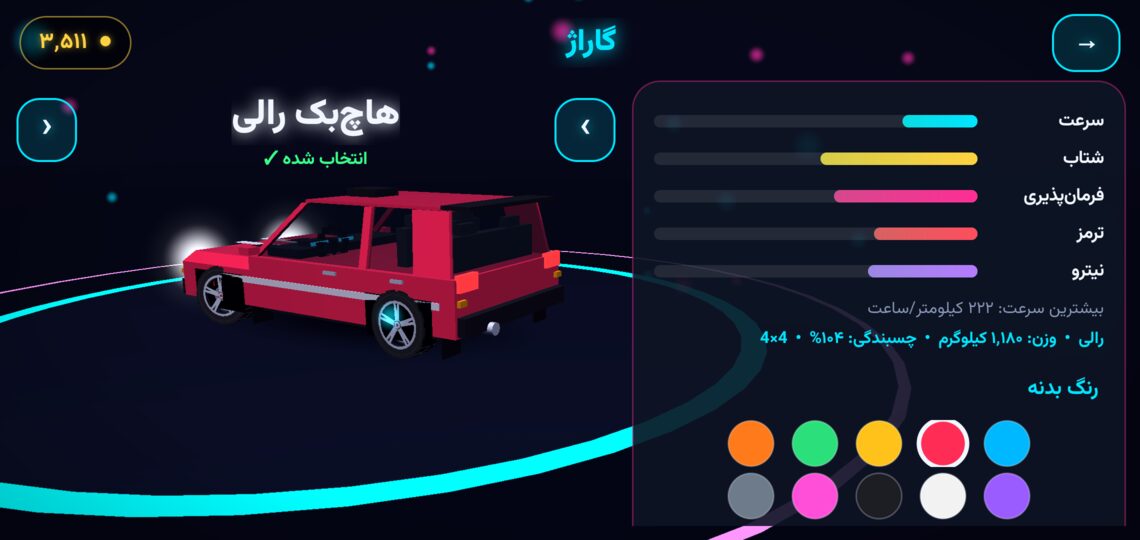 →
گاراژ
۳,۵۱۱
هاچ‌بک رالی
انتخاب شده ✓
سرعت
شتاب
فرمان‌پذیری
ترمز
نیترو
بیشترین سرعت: ۲۲۲ کیلومتر/ساعت
رالی • وزن: ۱,۱۸۰ کیلوگرم • چسبندگی: ۱۰۴% • 4×4
رنگ بدنه